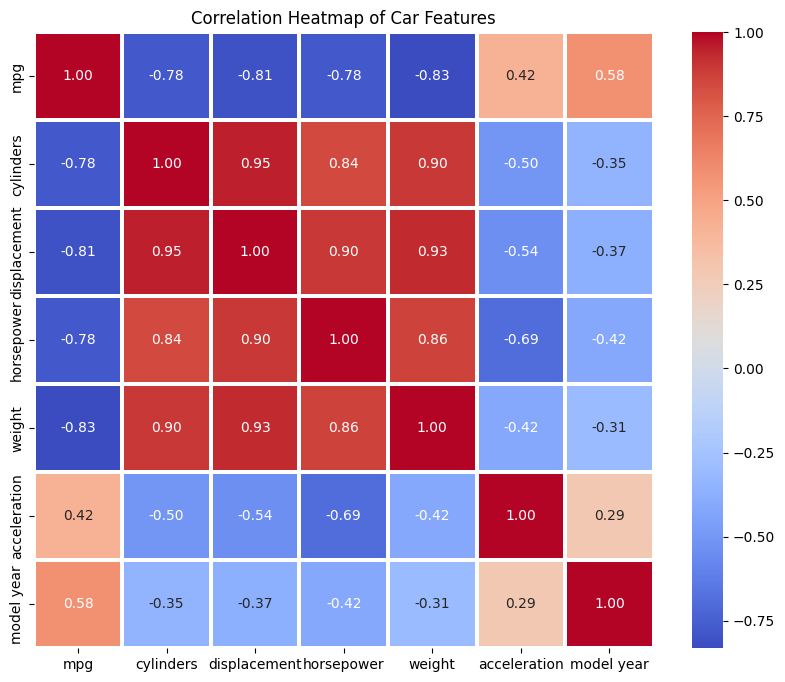 Correlation Heatmap of Car Features
mpg
1.00 -0.78 -0.81 -0.78 -0.83 0.42 0.58
cylinders
-0.78 1.00 0.95 0.84 0.90 -0.50 -0.35
displacement
-0.81 0.95 1.00 0.90 0.93 -0.54 -0.37
horsepower
-0.78 0.84 0.90 1.00 0.86 -0.69 -0.42
weight
-0.83 0.90 0.93 0.86 1.00 -0.42 -0.31
acceleration
0.42 -0.50 -0.54 -0.69 -0.42 1.00 0.29
model year
0.58 -0.35 -0.37 -0.42 -0.31 0.29 1.00
mpg cylinders displacement horsepower weight acceleration model year
1.00
0.75
0.50
0.25
0.00
−0.25
−0.50
−0.75